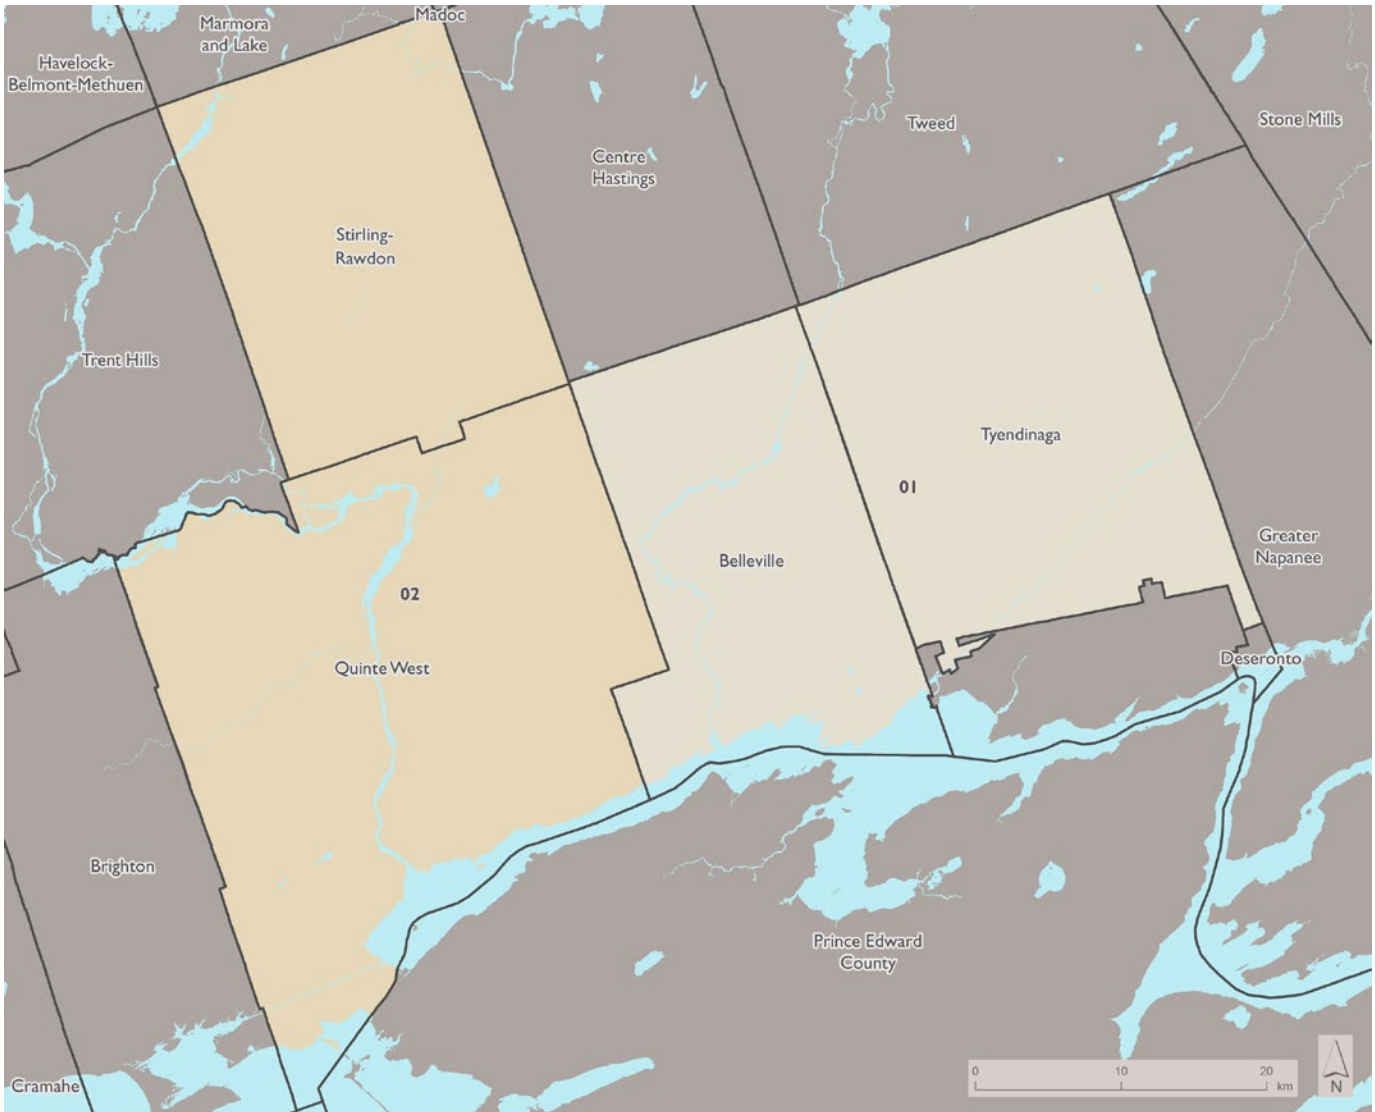 Madoc
Marmora
and Lake
Havelock-
Belmont-Methuen
Stone Mills
Tweed
Centre
Hastings
Stirling-
Rawdon
Trent Hills
Tyendinaga
01
Greater
Napanee
Belleville
02
Quinte West
Deseronto
Brighton
Prince Edward
County
Cramahe
0 10 20
km
N